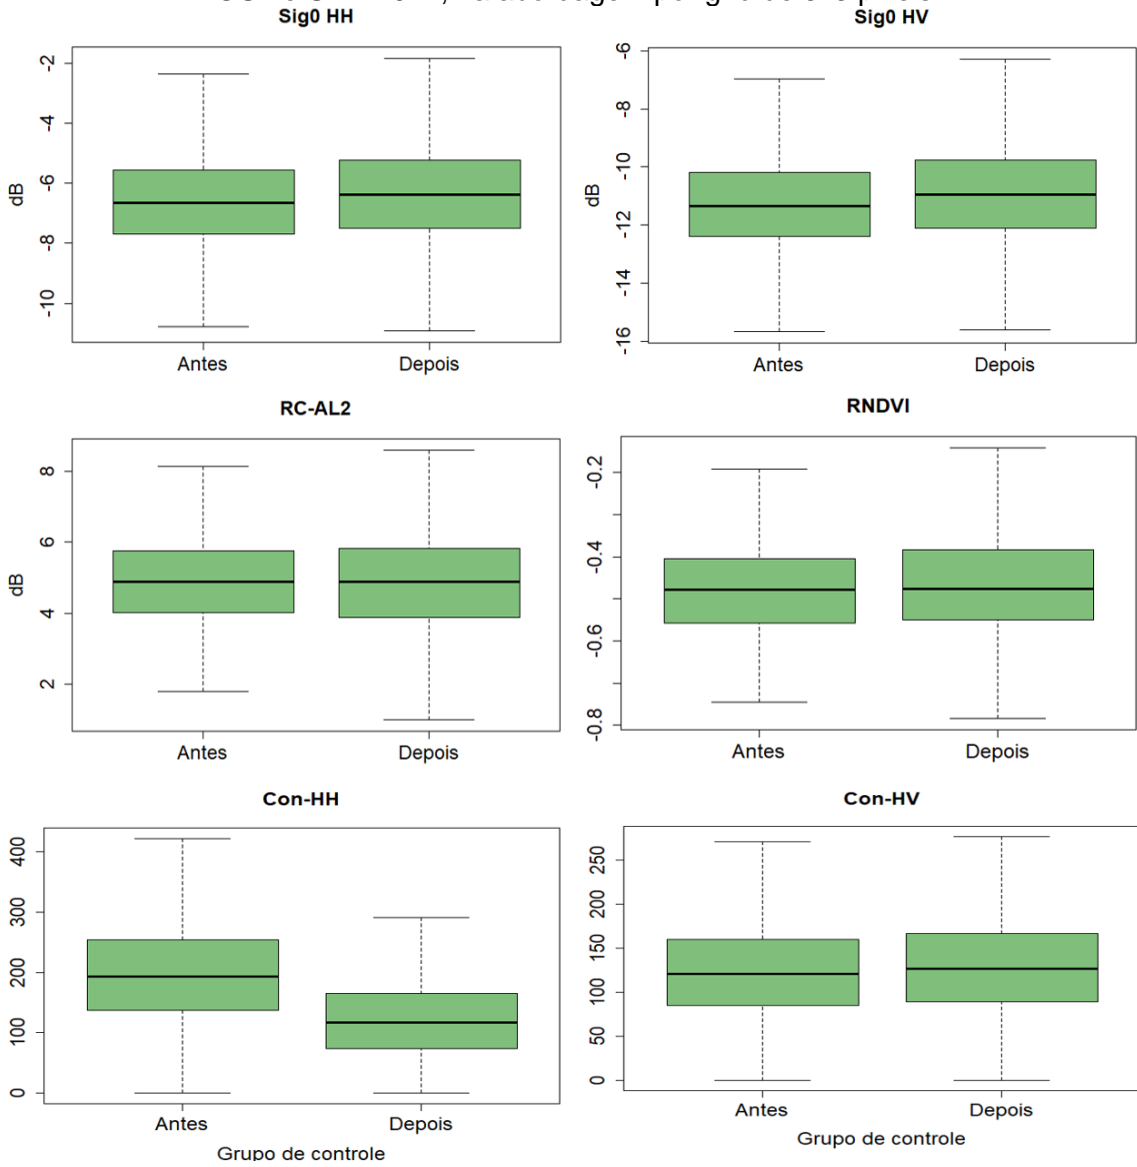 Sig0 HH
Sig0 HV
-2
-4
-6
-8
-10
dB
Antes
Depois
-6
-8
-10
-12
-14
-16
dB
Antes
Depois
RC-AL2
RNDVI
8
6
4
2
dB
Antes
Depois
-0.2
-0.4
-0.6
-0.8
Antes
Depois
Con-HH
Con-HV
400
300
200
100
0
Antes
Depois
Grupo de controle
250
200
150
100
50
0
Antes
Depois
Grupo de controle